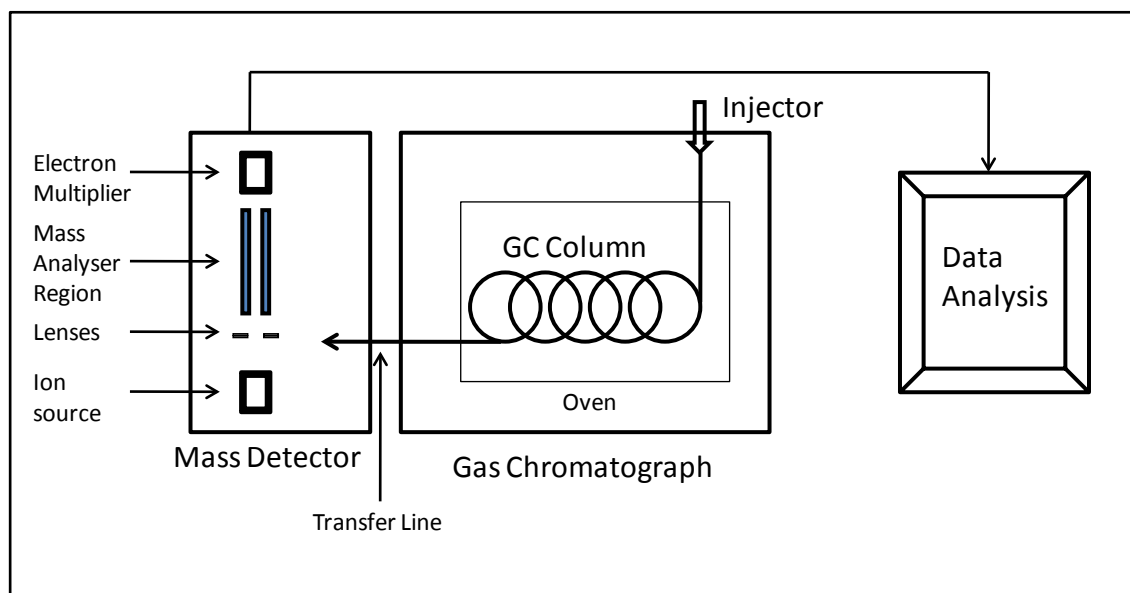 Injector
Electron
Multiplier
Mass
Analyser
Region
Lenses
Ion
source
GC Column
Oven
Data
Analysis
Mass Detector
Gas Chromatograph
Transfer Line